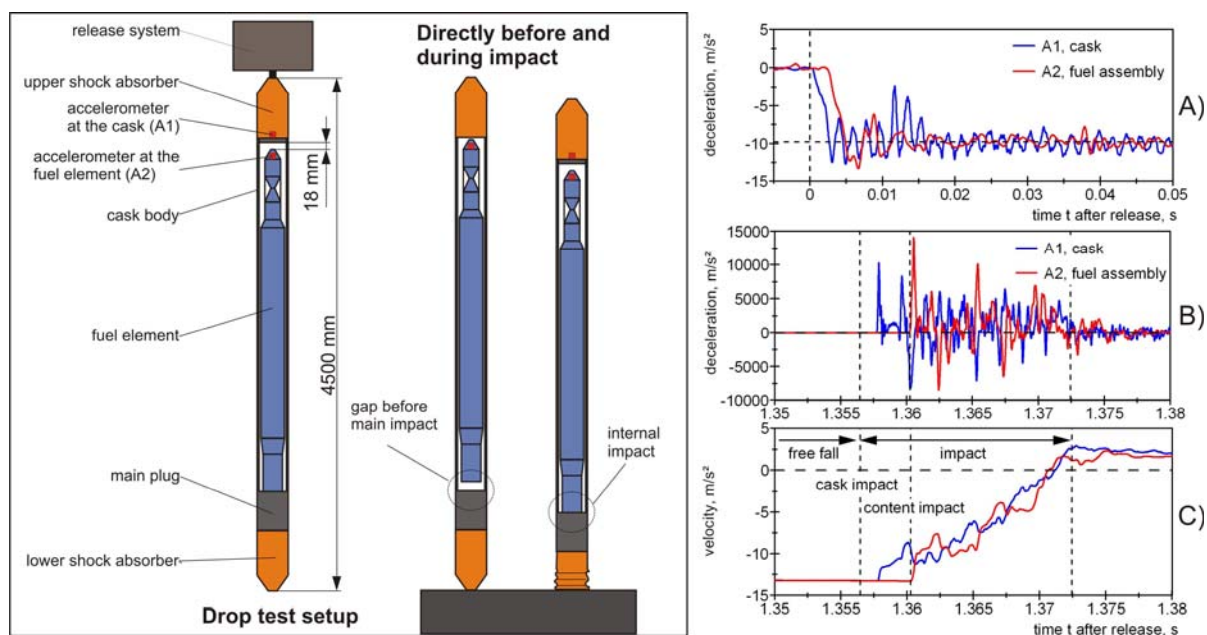 release system
upper shock absorber
accelerometer
at the cask (A1)
accelerometer at the
fuel element (A2)
cask body
fuel element
main plug
lower shock absorber
18 mm
4500 mm
Drop test setup
Directly before and
during impact
gap before
main impact
internal
impact
A1, cask
A2, fuel assembly
A)
deceleration, m/s²
5
0
-5
-10
-15
time t after release, s
0
0.01
0.02
0.03
0.04
0.05
A1, cask
A2, fuel assembly
B)
deceleration, m/s²
15000
10000
5000
0
-5000
10000
1.35
1.355
1.36
1.365
1.37
1.375
1.38
free fall
impact
cask impact
content impact
C)
velocity, m/s²
5
0
-5
-10
-15
1.35
1.355
1.36
1.365
1.37
1.375
1.38
time t after release, s